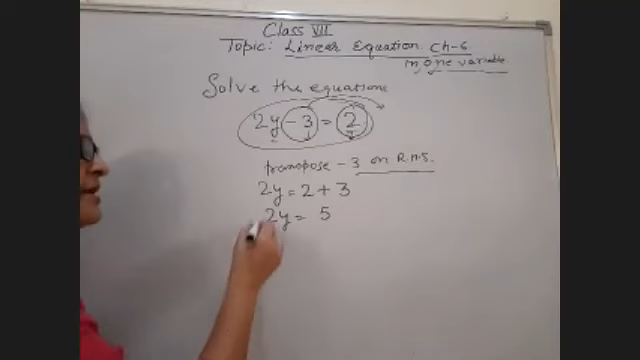 Class VII
Topic: Linear Equation Ch-6
in one variable
Solve the equations
2y - 3 = 2
transpose - 3 on R.H.S.
2y = 2 + 3
2y = 5